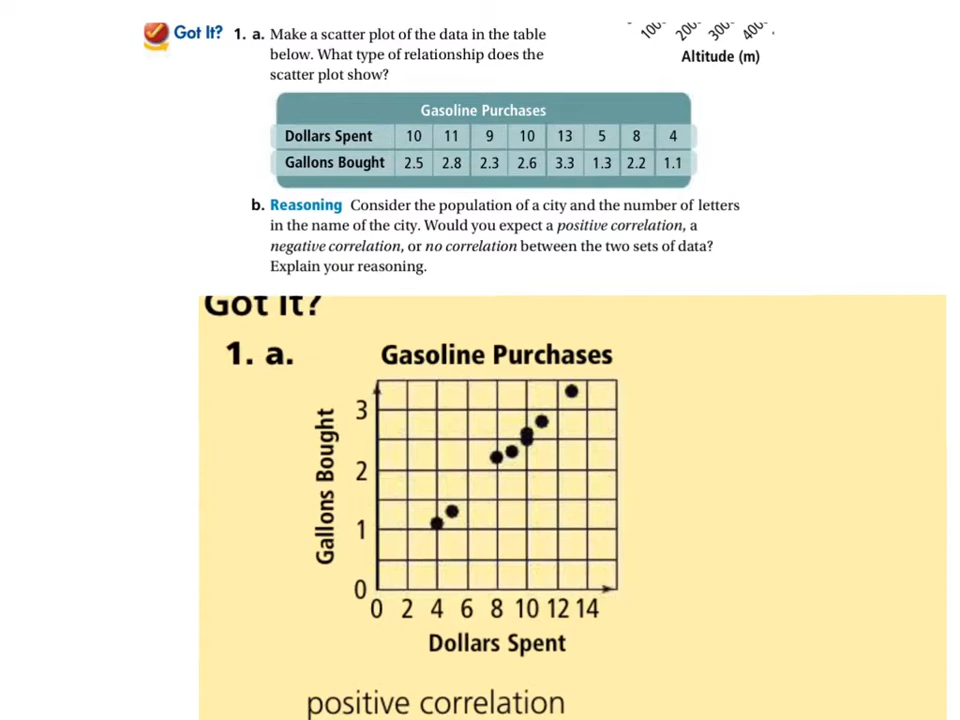 Got It? 1. a. Make a scatter plot of the data in the table
below. What type of relationship does the
scatter plot show?
100 200 300 400
Altitude (m)
Gasoline Purchases
Dollars Spent 10 11 9 10 13 5 8 4
Gallons Bought 2.5 2.8 2.3 2.6 3.3 1.3 2.2 1.1
b. Reasoning Consider the population of a city and the number of letters
in the name of the city. Would you expect a positive correlation, a
negative correlation, or no correlation between the two sets of data?
Explain your reasoning.
Got It?
1. a. Gasoline Purchases
Gallons Bought
3
2
1
0
0 2 4 6 8 10 12 14
Dollars Spent
positive correlation